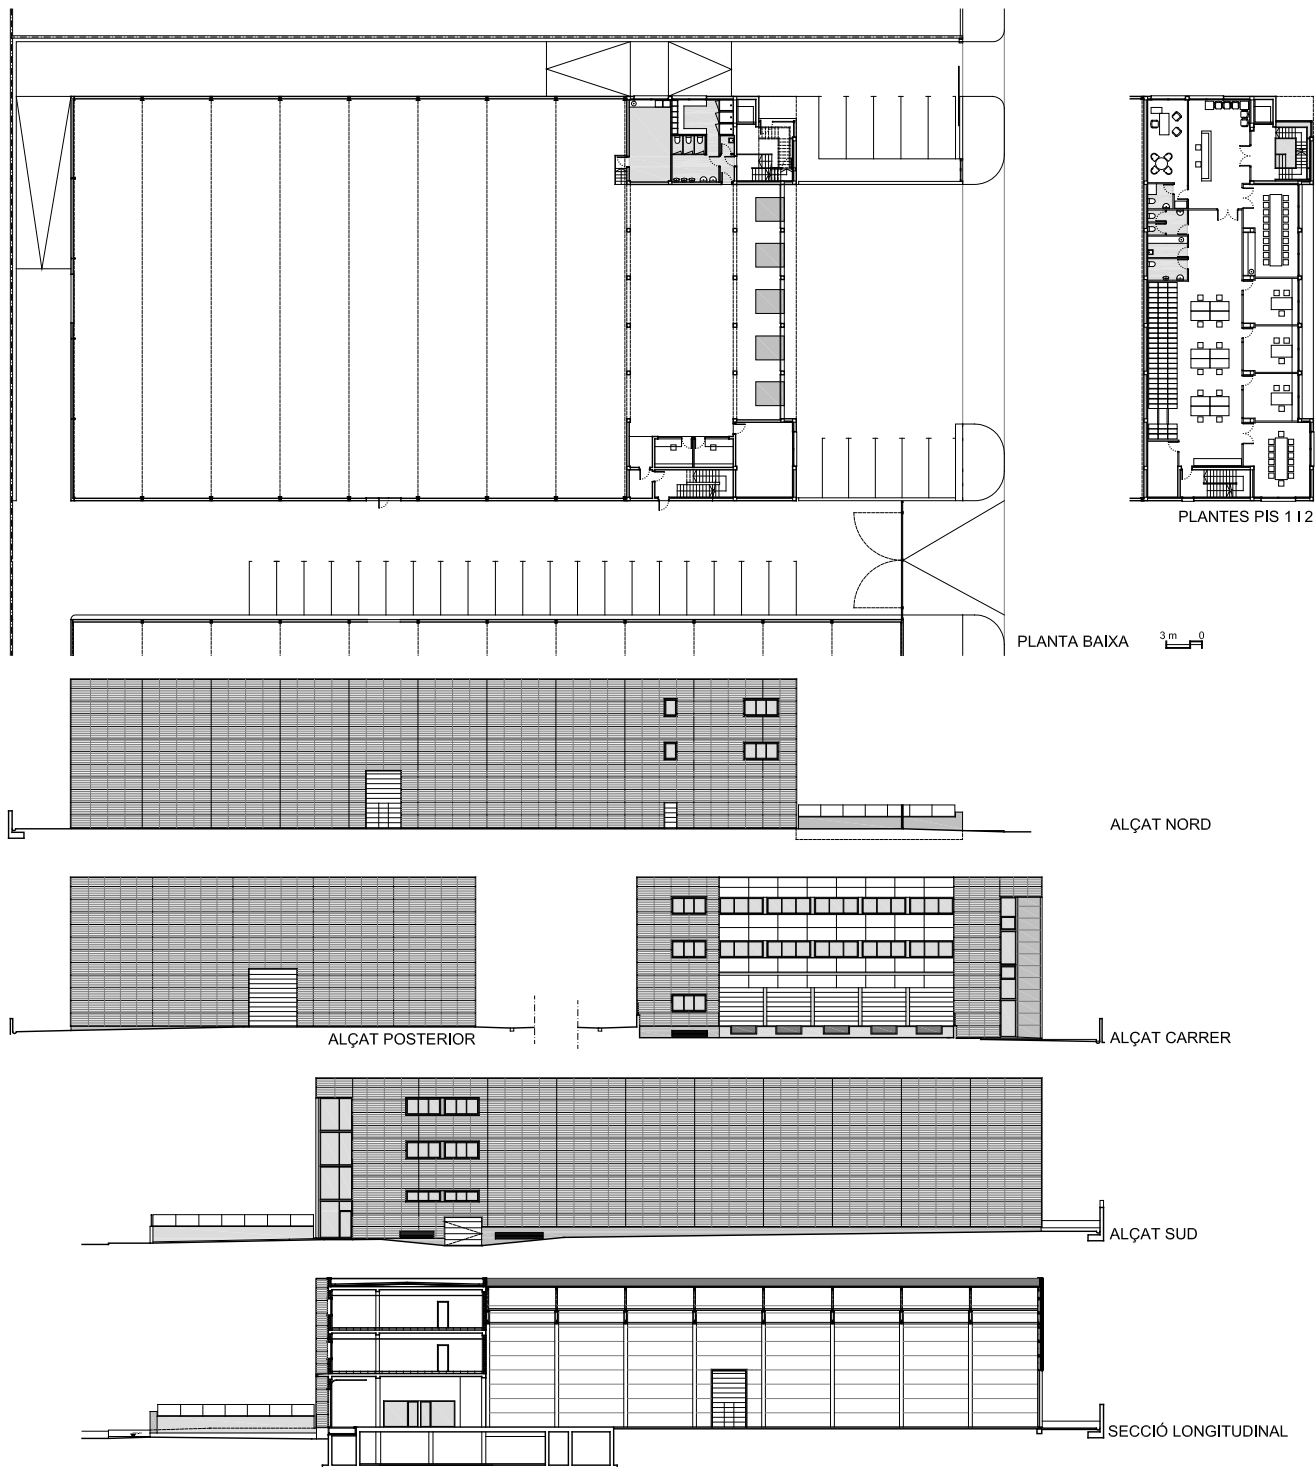 PLANTES PIS 1 I 2
PLANTA BAIXA
3 m 0
ALÇAT NORD
ALÇAT POSTERIOR
ALÇAT CARRER
ALÇAT SUD
SECCIÓ LONGITUDINAL